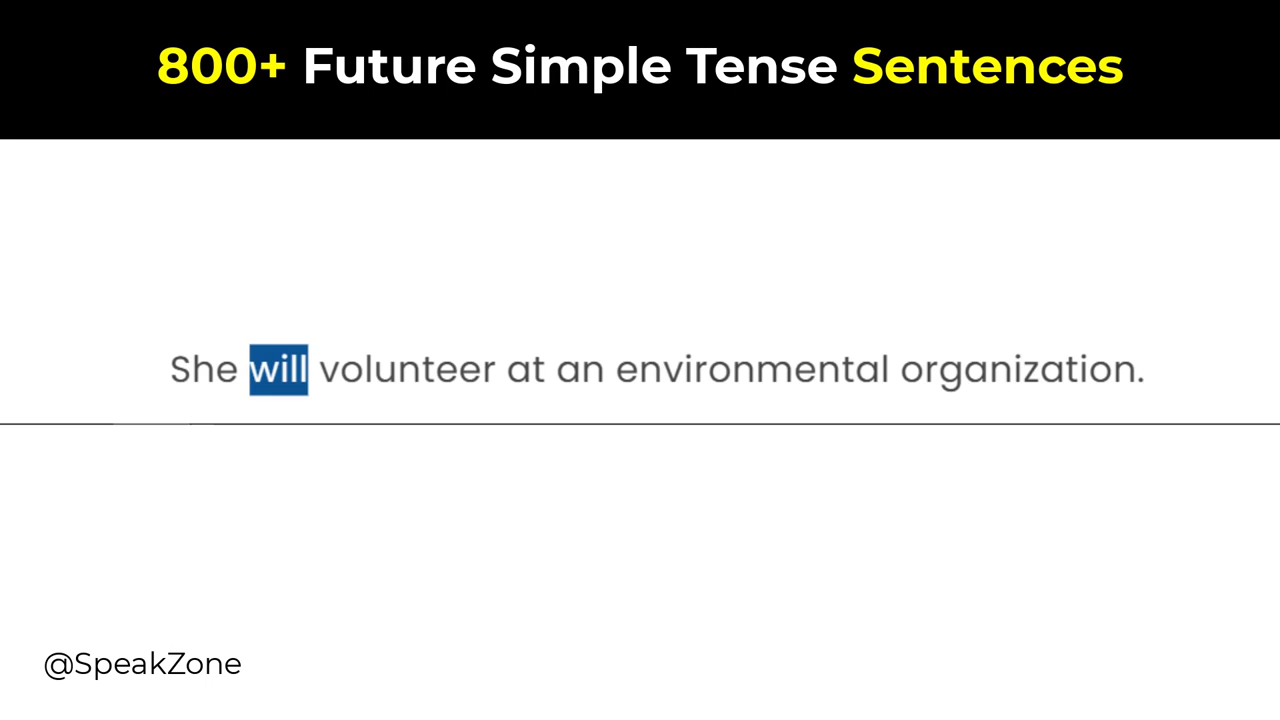 800+ Future Simple Tense Sentences
She will volunteer at an environmental organization.
@SpeakZone